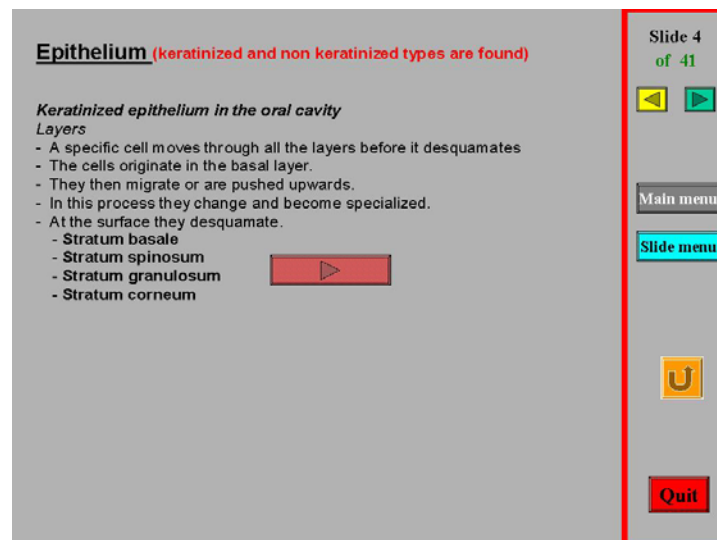 Epithelium (keratinized and non keratinized types are found)
Keratinized epithelium in the oral cavity
Layers
- A specific cell moves through all the layers before it desquamates
- The cells originate in the basal layer.
- They then migrate or are pushed upwards.
- In this process they change and become specialized.
- At the surface they desquamate.
- Stratum basale
- Stratum spinosum
- Stratum granulosum
- Stratum corneum
Slide 4
of 41
Main menu
Slide menu
Quit